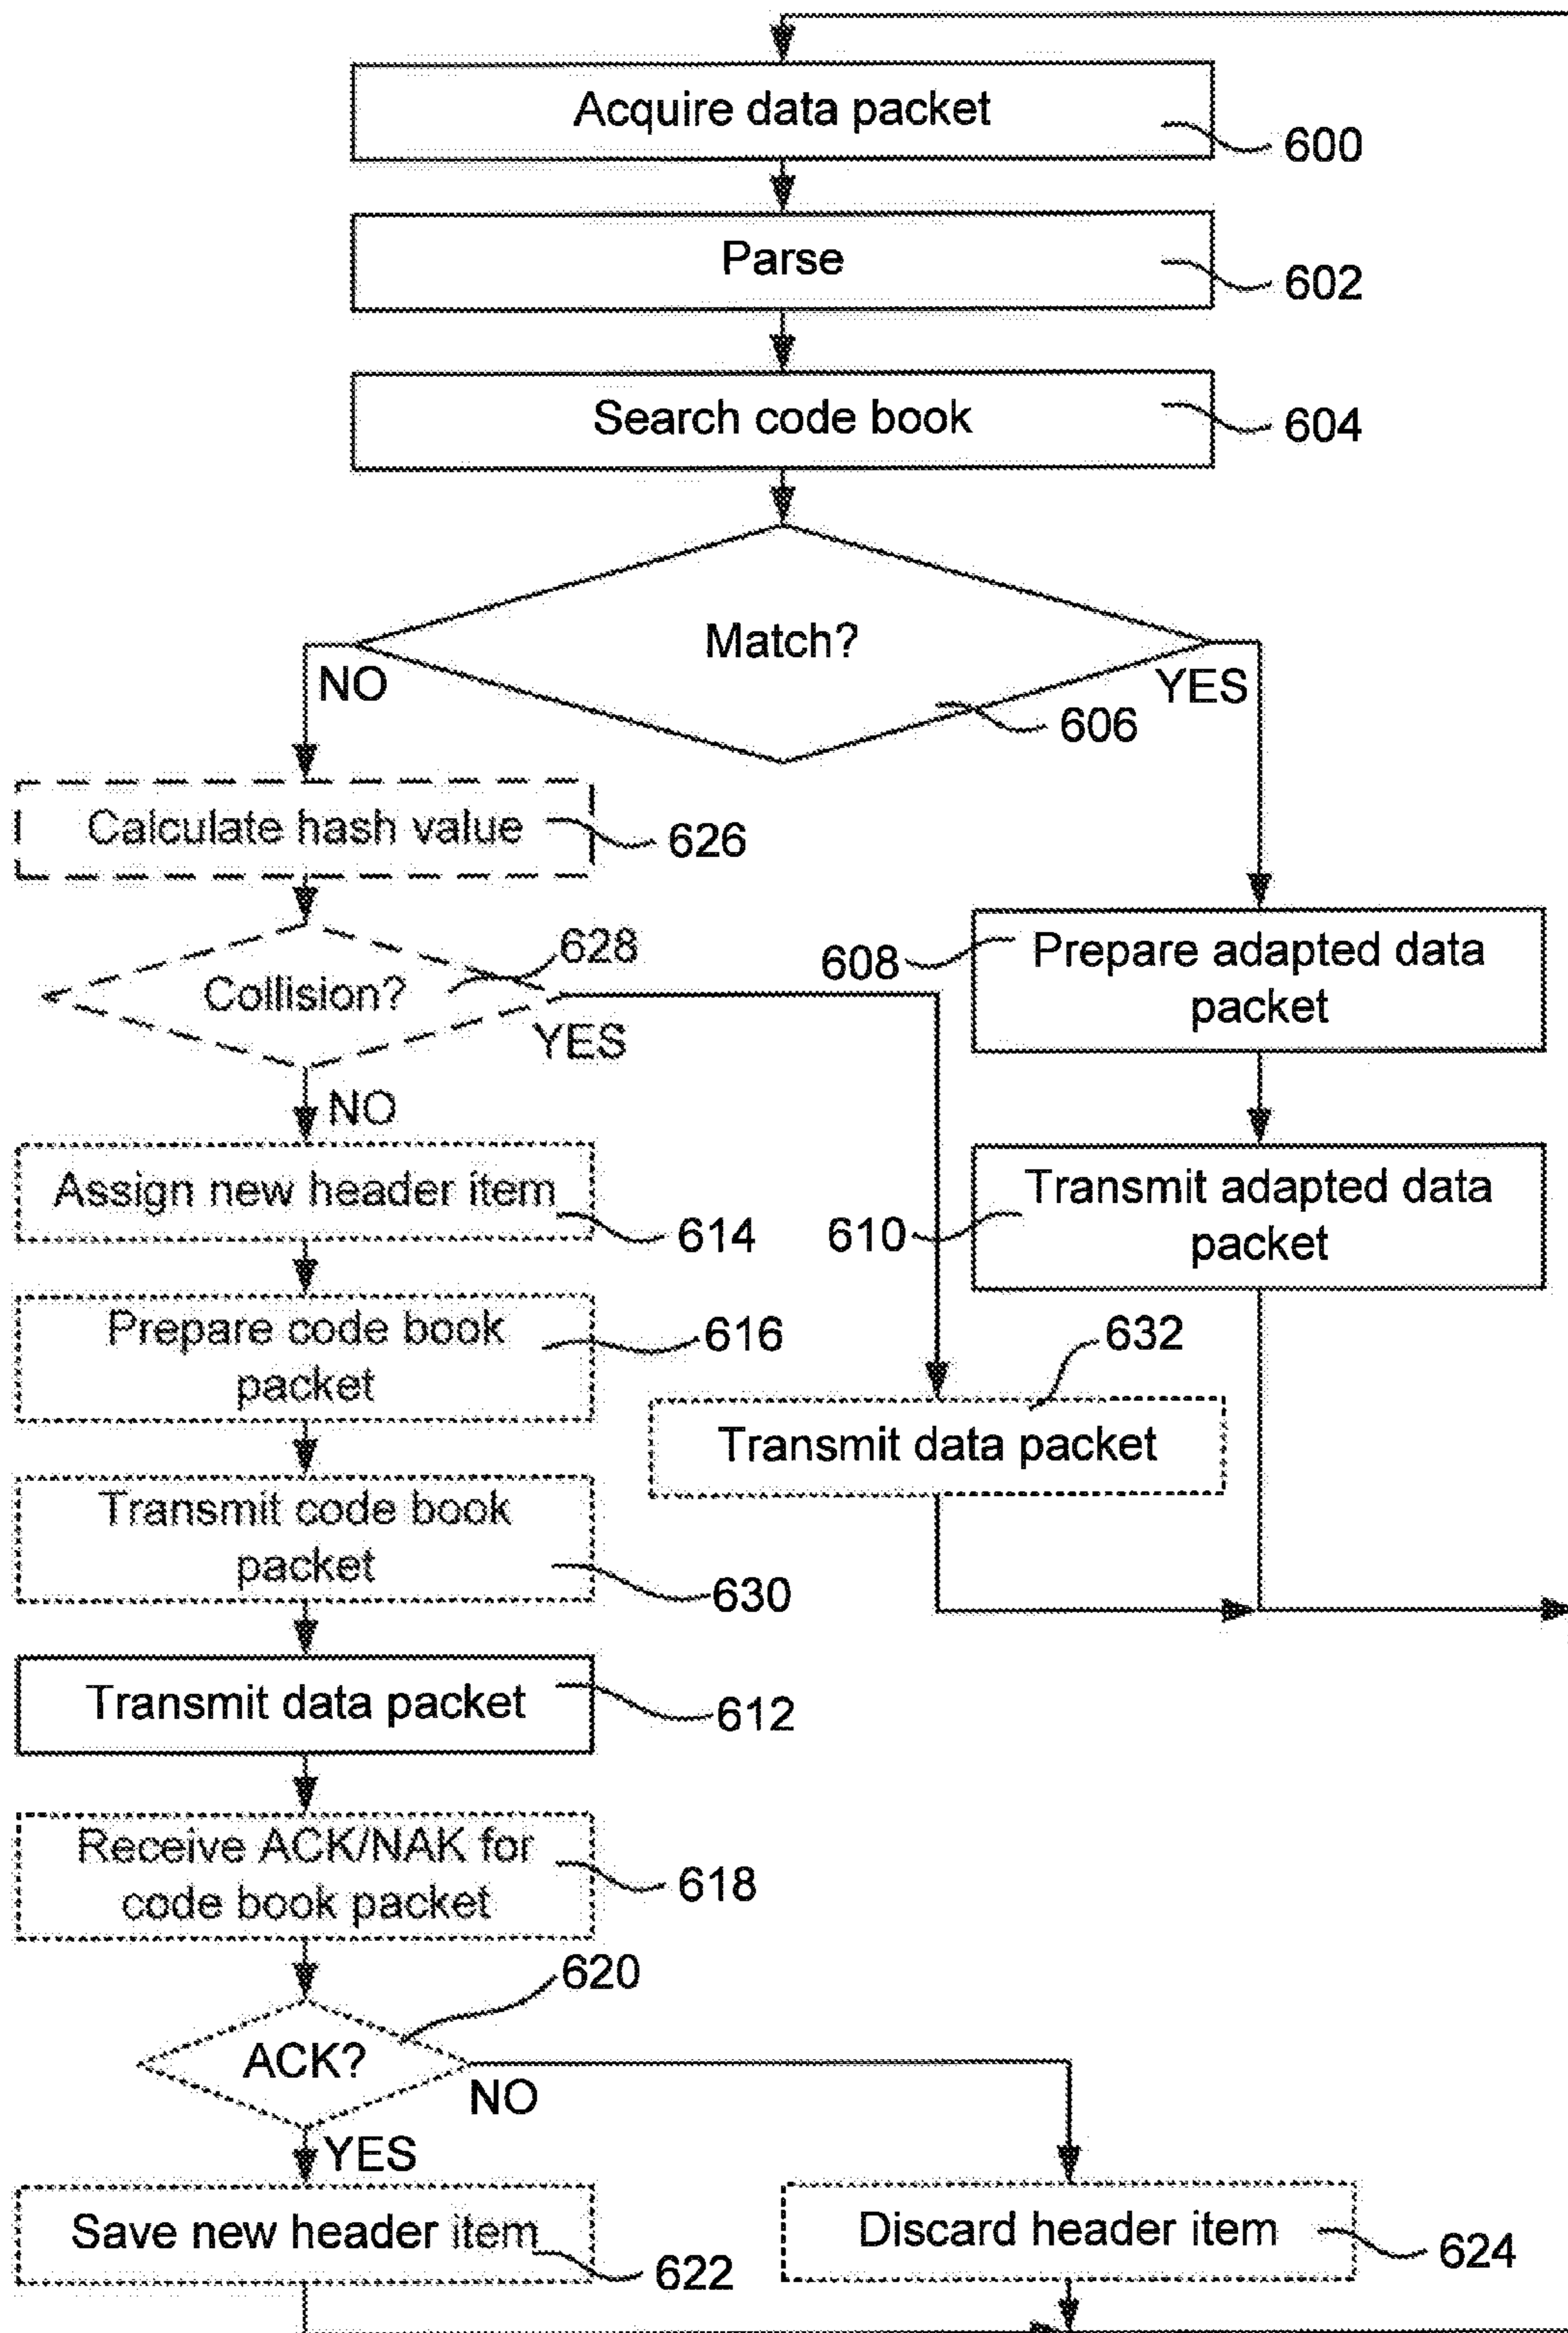 Acquire data packet
600
Parse
602
Search code book
604
Match?
606
NO
YES
Calculate hash value
626
Collision?
628
YES
NO
608
Prepare adapted data
packet
Assign new header item
614
610
Transmit adapted data
packet
Prepare code book
packet
616
632
Transmit data packet
Transmit code book
packet
630
Transmit data packet
612
Receive ACK/NAK for
code book packet
618
620
ACK?
NO
YES
Save new header item
622
Discard header item
624